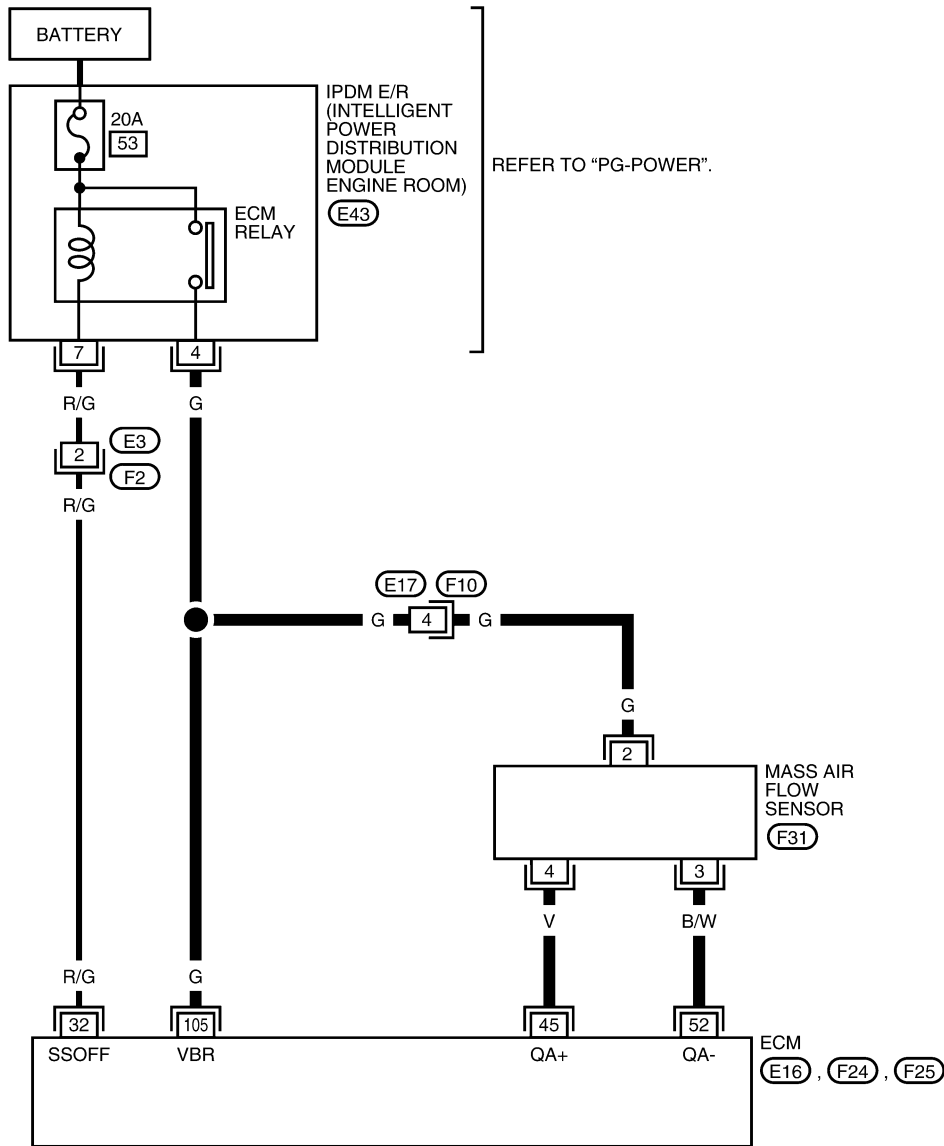 BATTERY
20A
53
IPDM E/R
(INTELLIGENT
POWER
DISTRIBUTION
MODULE
ENGINE ROOM)
E43
REFER TO “PG-POWER”.
ECM
RELAY
7
4
R/G
G
2
E3
F2
R/G
E17
F10
G
4
G
G
2
MASS AIR
FLOW
SENSOR
F31
4
3
V
B/W
R/G
G
32
105
45
52
SSOFF
VBR
QA+
QA-
ECM
E16 , F24 , F25